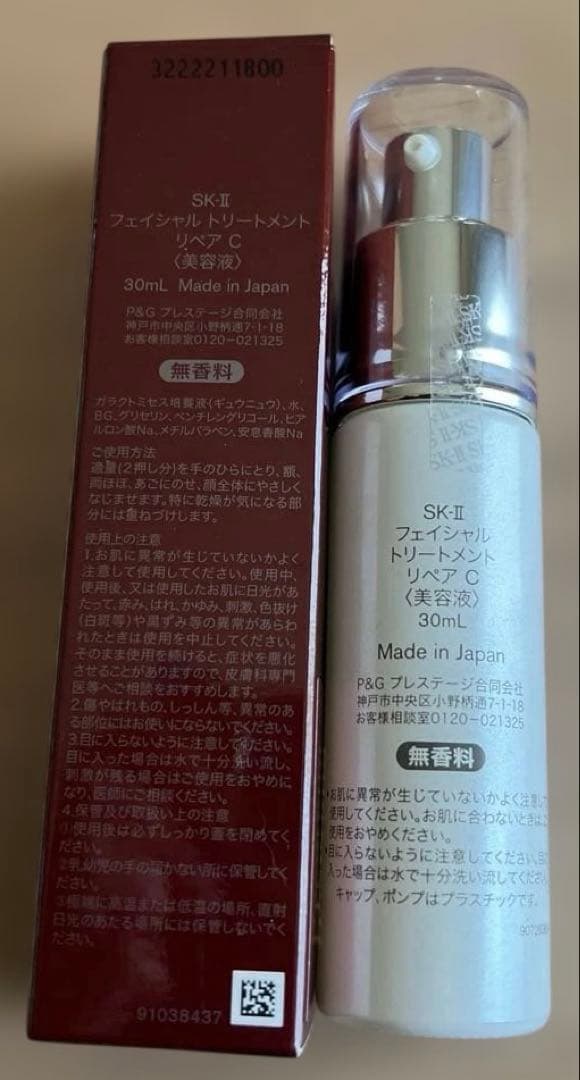 3222211800
SK-II
フェイシャル トリートメント
リペア C
〈美容液〉
30mL Made in Japan
P&G プレステージ合同会社
神戸市中央区小野柄通7-1-18
お客様相談室0120-021325
無香料
ガラクトミセス培養液(ギュウニュウ)、水、
BG、グリセリン、ペンチレングリコール、ヒア
ルロン酸Na、メチルパラベン、安息香酸Na
ご使用方法
適量(2押し分)を手のひらにとり、額、
両ほほ、あごにのせ、顔全体にやさしく
なじませます。特に乾燥が気になる部
分には重ねづけします。
使用上の注意
1.お肌に異常が生じていないかよく
注意して使用してください。使用中、
使用後、又は使用したお肌に日光があ
たって、赤み、はれ、かゆみ、刺激、色抜け
(白斑等)や黒ずみ等の異常があらわ
れたときは使用を中止してください。
そのまま使用を続けると、症状を悪化
させることがありますので、皮膚科専門
医等へご相談をおすすめします。
2.傷やはれもの、しっしん等、異常のあ
る部位にはお使いにならないでください。
3.目に入らないように注意してください。
目に入った場合は水で十分洗い流し、
刺激が残る場合はご使用をおやめに
なり、医師にご相談ください。
4.保管及び取扱い上の注意
①使用後は必ずしっかり蓋を閉めてく
ださい。
②乳幼児の手の届かない所に保管してく
ださい。
③極端に高温または低温の場所、直射
日光のあたる場所には保管しないでく
ださい。
91038437
SK-II
SK-II
フェイシャル
トリートメント
リペア C
〈美容液〉
30mL
Made in Japan
P&G プレステージ合同会社
神戸市中央区小野柄通7-1-18
お客様相談室0120-021325
無香料
お肌に異常が生じていないかよく注意して
使用してください。お肌に合わないときは、
使用をおやめください。
目に入らないように注意してください。
入った場合は水で十分洗い流してください。
キャップ、ポンプはプラスチックです。